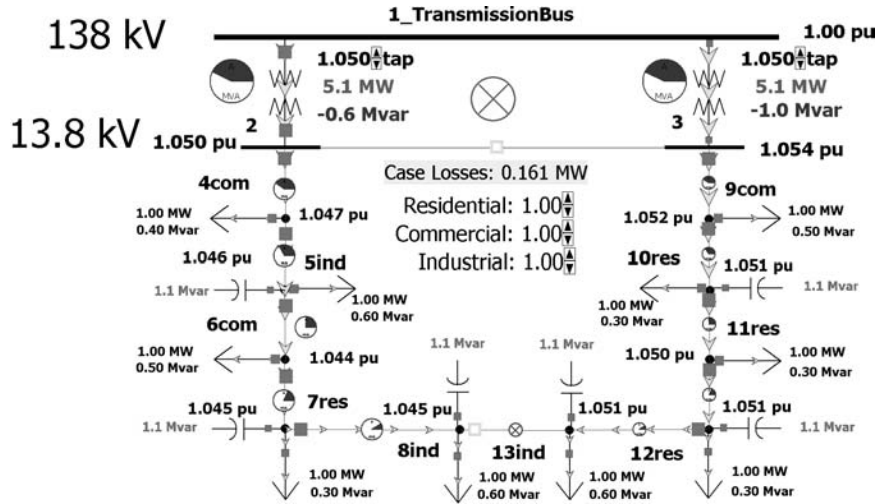 1_TransmissionBus
138 kV
1.00 pu
1.050 tap
1.050 tap
A
MVA
A
MVA
5.1 MW
5.1 MW
-0.6 Mvar
-1.0 Mvar
2
3
13.8 kV
1.050 pu
1.054 pu
Case Losses: 0.161 MW
4com
9com
Residential: 1.00
1.00 MW
0.40 Mvar
1.047 pu
1.052 pu
1.00 MW
0.50 Mvar
Commercial: 1.00
1.046 pu
5ind
10res
Industrial: 1.00
1.051 pu
1.1 Mvar
1.00 MW
0.60 Mvar
1.00 MW
0.30 Mvar
1.1 Mvar
6com
11res
1.00 MW
0.50 Mvar
1.044 pu
1.1 Mvar
1.1 Mvar
1.050 pu
1.00 MW
0.30 Mvar
1.045 pu
7res
1.045 pu
1.051 pu
1.051 pu
1.1 Mvar
8ind
13ind
12res
1.1 Mvar
1.00 MW
0.30 Mvar
1.00 MW
0.60 Mvar
1.00 MW
0.60 Mvar
1.00 MW
0.30 Mvar